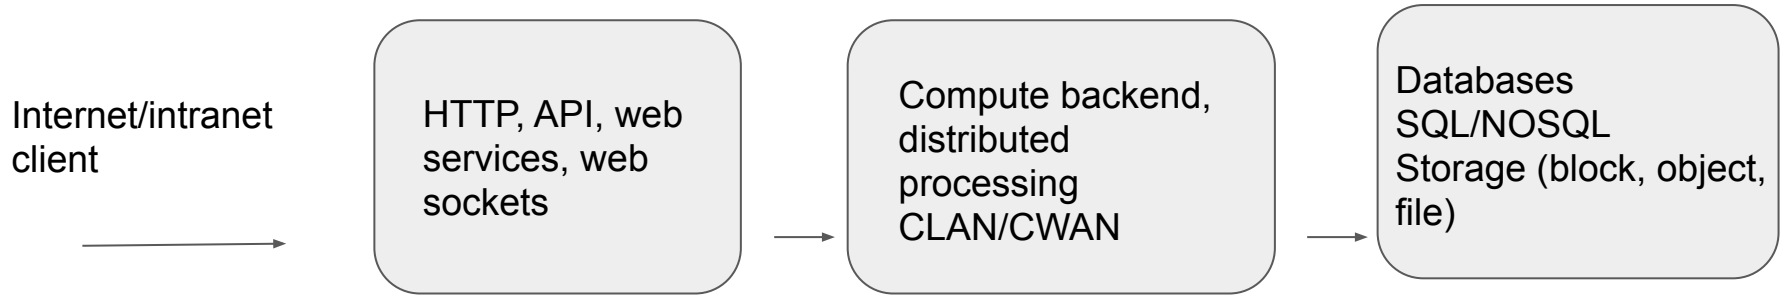 Internet/intranet
client
HTTP, API, web
services, web
sockets
Compute backend,
distributed
processing
CLAN/CWAN
Databases
SQL/NOSQL
Storage (block, object,
file)